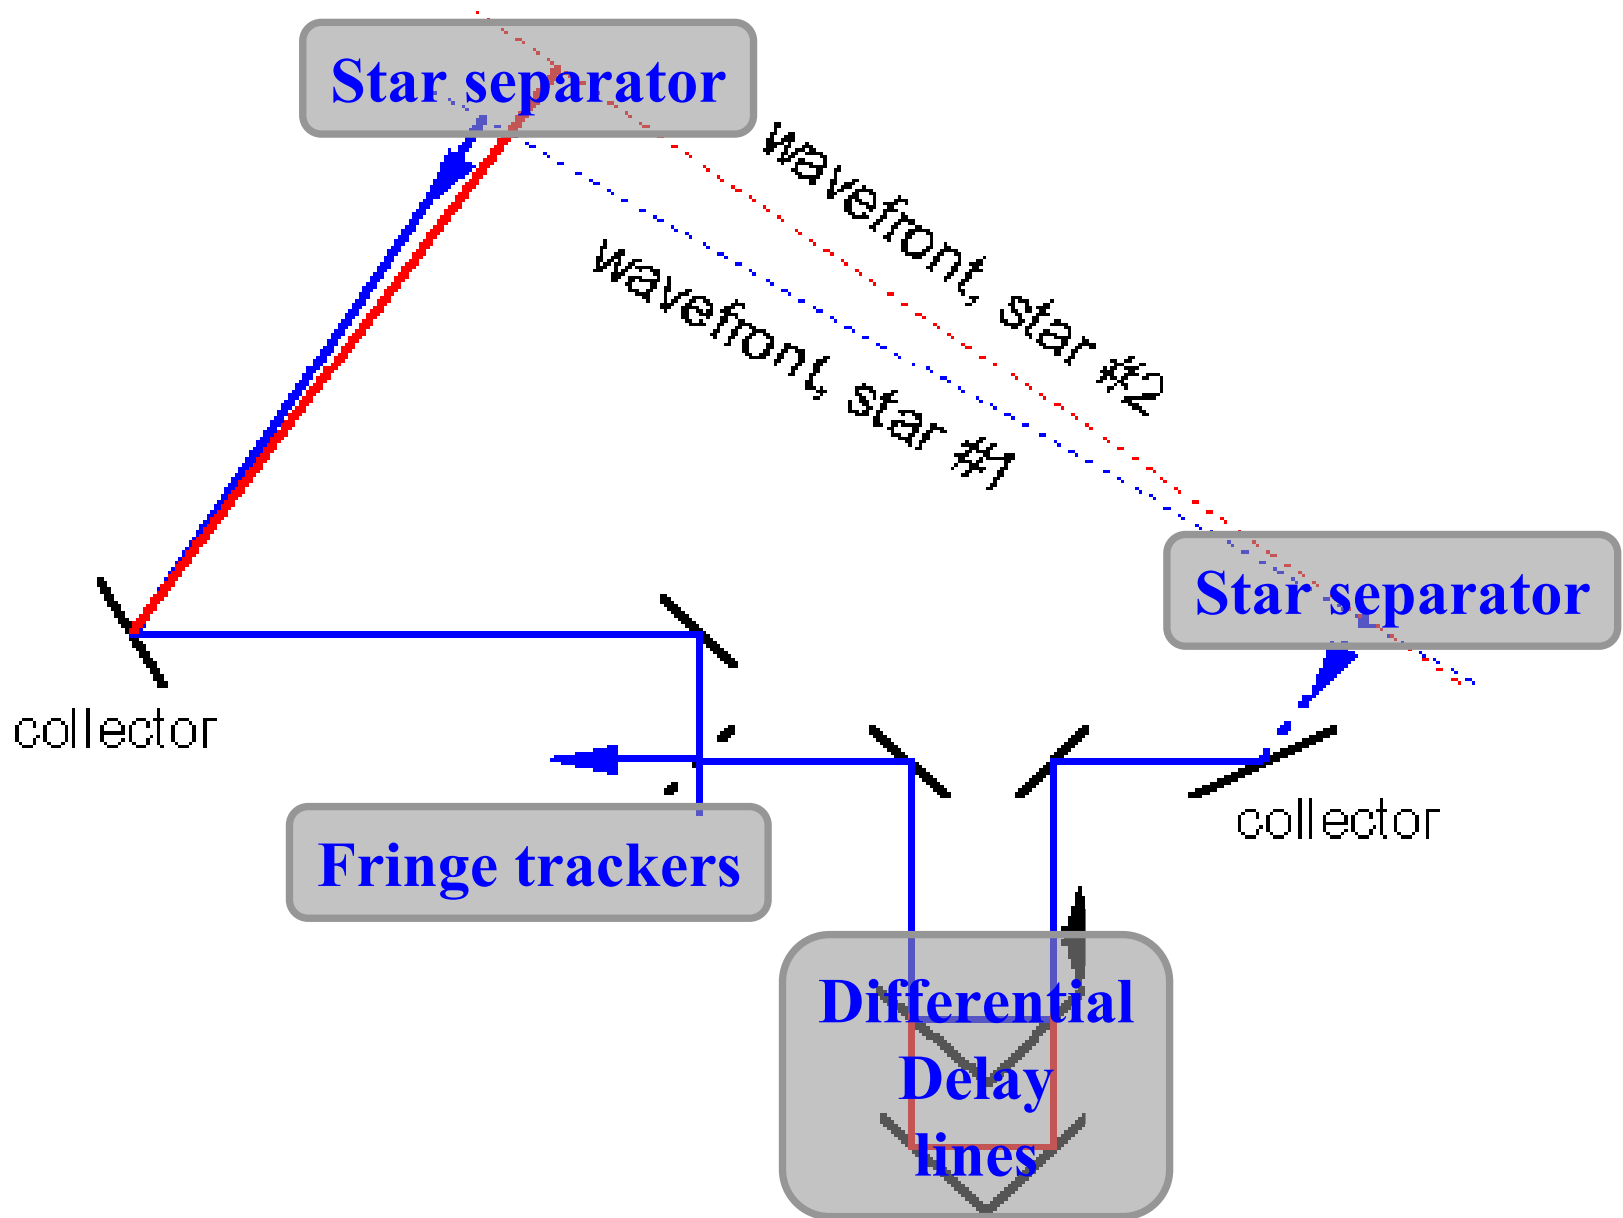 Star separator
wavefront, star #2
wavefront, star #1
Star separator
collector
collector
Fringe trackers
Differential
Delay
lines